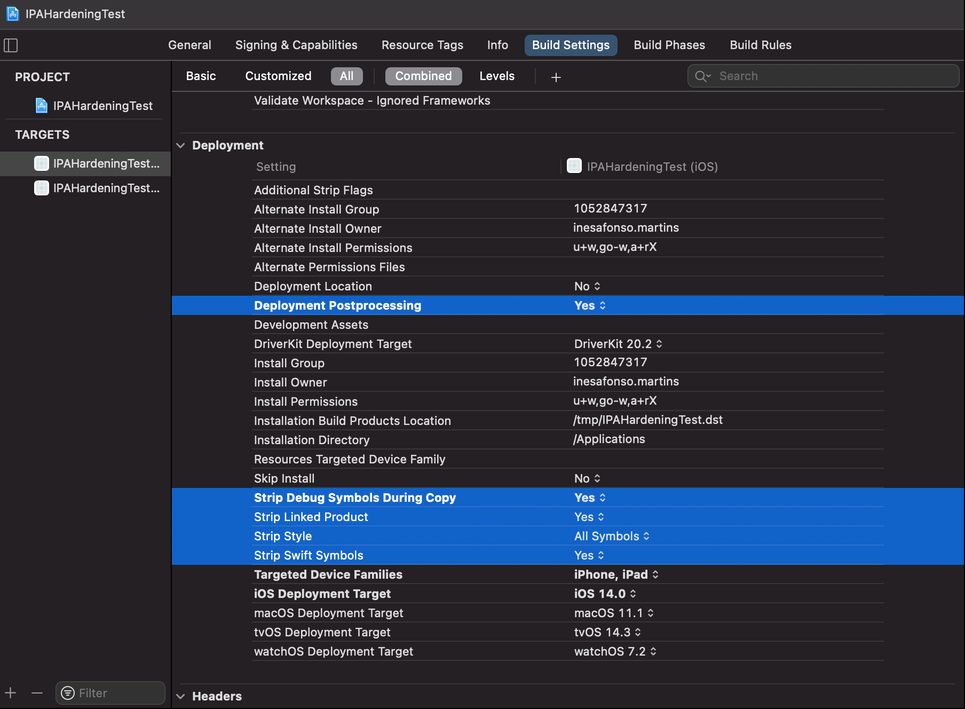 IPAHardeningTest
General Signing & Capabilities Resource Tags Info Build Settings Build Phases Build Rules
PROJECT
IPAHardeningTest
TARGETS
IPAHardeningTest...
IPAHardeningTest...
Filter
Basic Customized All Combined Levels + Search
Validate Workspace - Ignored Frameworks
Deployment
Setting IPAHardeningTest (iOS)
Additional Strip Flags
Alternate Install Group 1052847317
Alternate Install Owner inesafonso.martins
Alternate Install Permissions u+w,go-w,a+rX
Alternate Permissions Files
Deployment Location No
Deployment Postprocessing Yes
Development Assets
DriverKit Deployment Target DriverKit 20.2
Install Group 1052847317
Install Owner inesafonso.martins
Install Permissions u+w,go-w,a+rX
Installation Build Products Location /tmp/IPAHardeningTest.dst
Installation Directory /Applications
Resources Targeted Device Family
Skip Install No
Strip Debug Symbols During Copy Yes
Strip Linked Product Yes
Strip Style All Symbols
Strip Swift Symbols Yes
Targeted Device Families iPhone, iPad
iOS Deployment Target iOS 14.0
macOS Deployment Target macOS 11.1
tvOS Deployment Target tvOS 14.3
watchOS Deployment Target watchOS 7.2
Headers